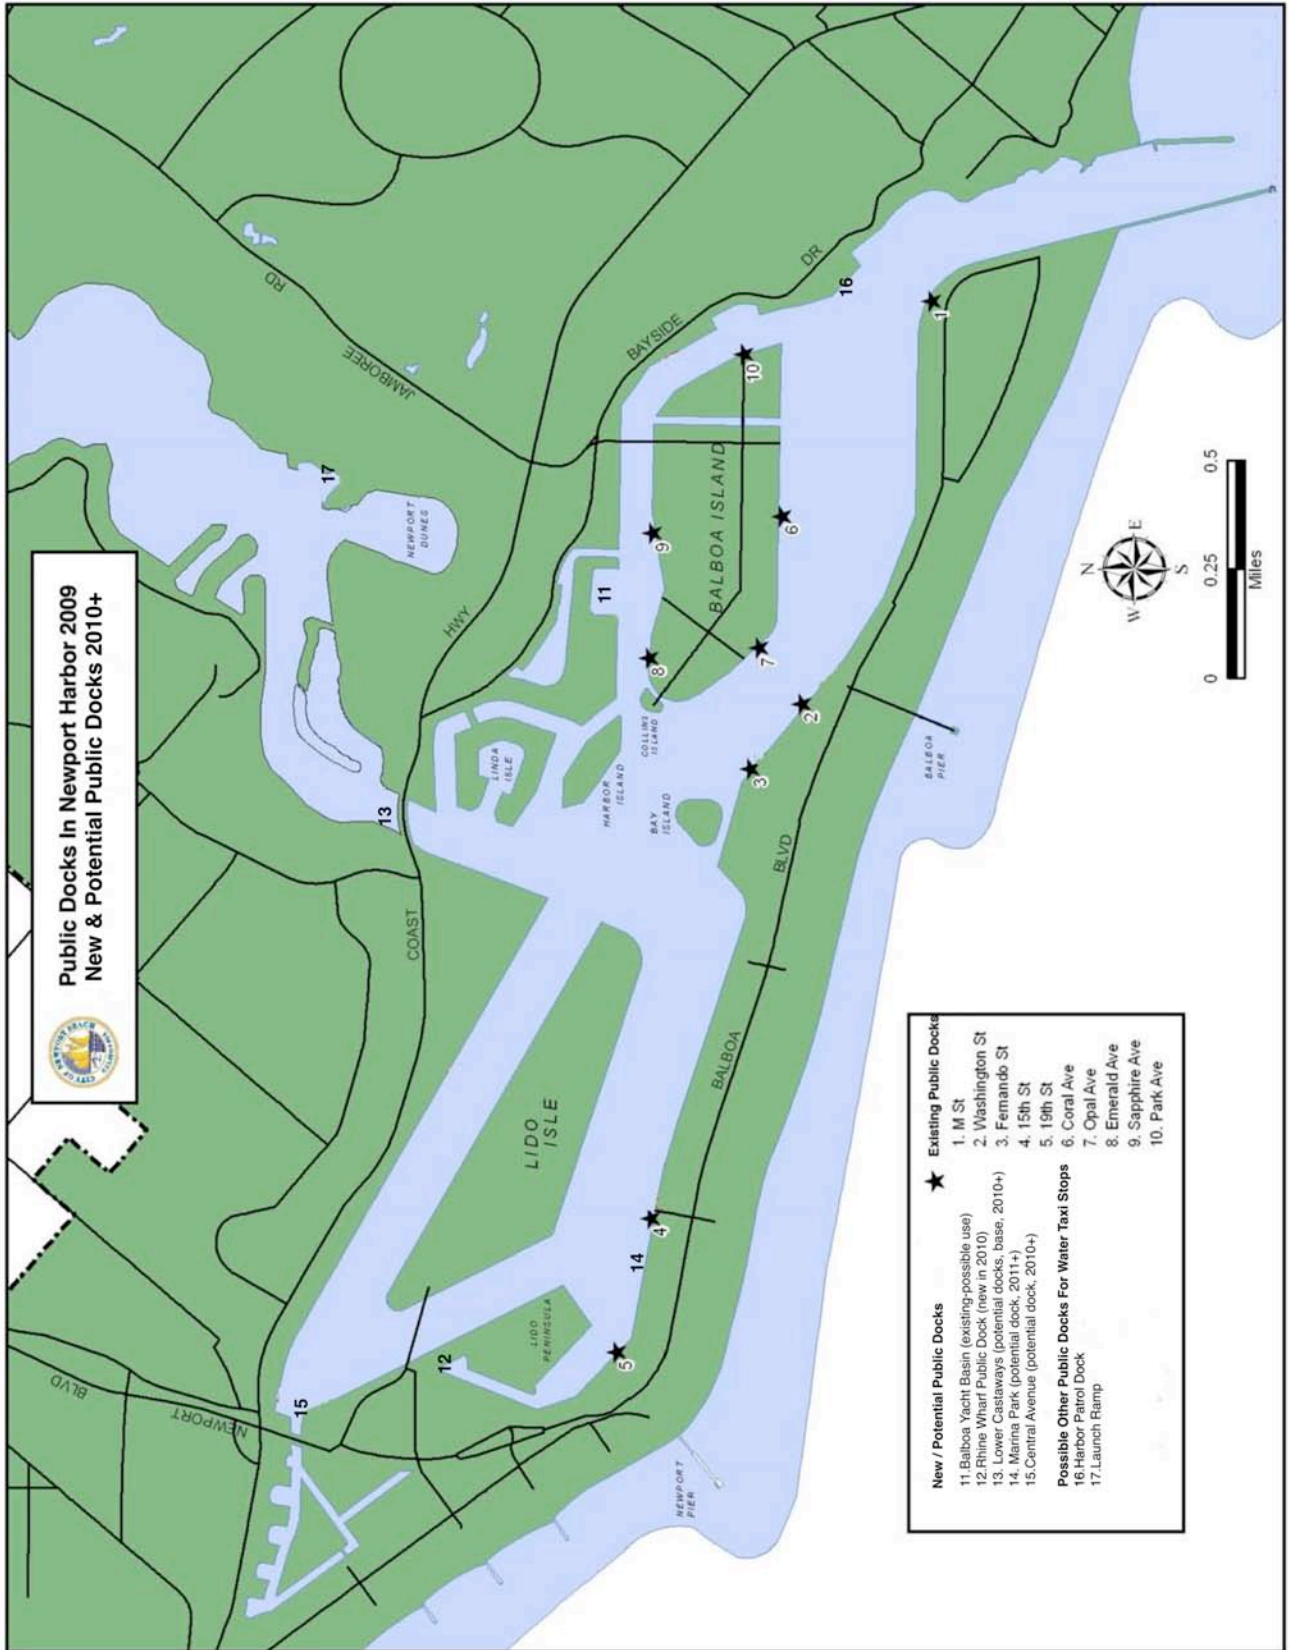 Public Docks In Newport Harbor 2009
New & Potential Public Docks 2010+
BLVD
NEWPORT
15
COAST
HWY
13
JAMBOREE
RD
17
NEWPORT
DUNES
BAYSIDE
DR
16
LINDA
ISLE
HARBOR
ISLAND
COLLINS
ISLAND
BAY
ISLAND
11
BALBOA ISLAND
8
9
10
7
6
1
2
3
LIDO
ISLE
LIDO
PENINSULA
12
14
4
5
BALBOA
BLVD
BALBOA
PIER
NEWPORT
PIER
New / Potential Public Docks
11.Balboa Yacht Basin (existing-possible use)
12.Rhine Wharf Public Dock (new in 2010)
13. Lower Castaways (potential docks, base, 2010+)
14. Marina Park (potential dock, 2011+)
15.Central Avenue (potential dock, 2010+)
Possible Other Public Docks For Water Taxi Stops
16.Harbor Patrol Dock
17.Launch Ramp
Existing Public Docks
1. M St
2. Washington St
3. Fernando St
4. 15th St
5. 19th St
6. Coral Ave
7. Opal Ave
8. Emerald Ave
9. Sapphire Ave
10. Park Ave
N
W
E
S
0 0.25 0.5
Miles